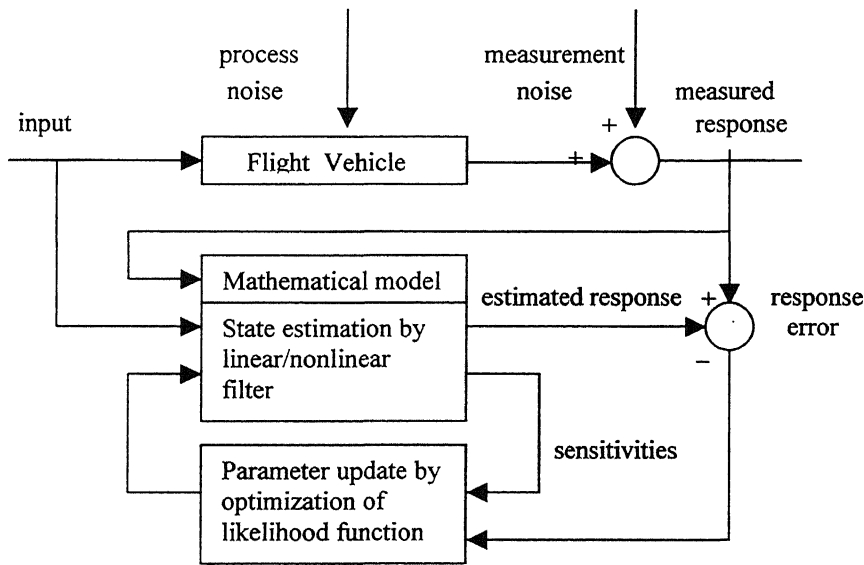 process
noise
measurement
noise
measured
response
input
+
+
Flight Vehicle
Mathematical model
estimated response
+
response
error
State estimation by
linear/nonlinear
filter
−
sensitivities
Parameter update by
optimization of
likelihood function